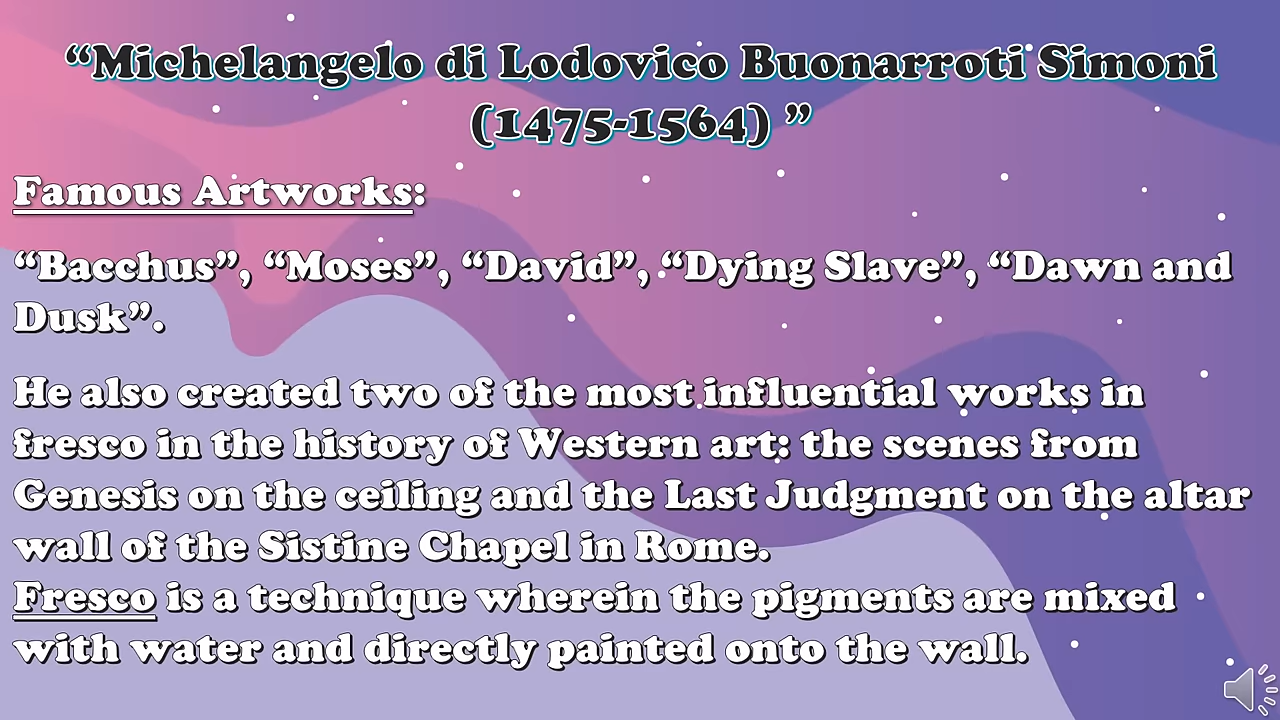 “Michelangelo di Lodovico Buonarroti Simoni
(1475-1564) ”
Famous Artworks:
“Bacchus”, “Moses”, “David”, “Dying Slave”, “Dawn and
Dusk”.
He also created two of the most influential works in
fresco in the history of Western art: the scenes from
Genesis on the ceiling and the Last Judgment on the altar
wall of the Sistine Chapel in Rome.
Fresco is a technique wherein the pigments are mixed
with water and directly painted onto the wall.